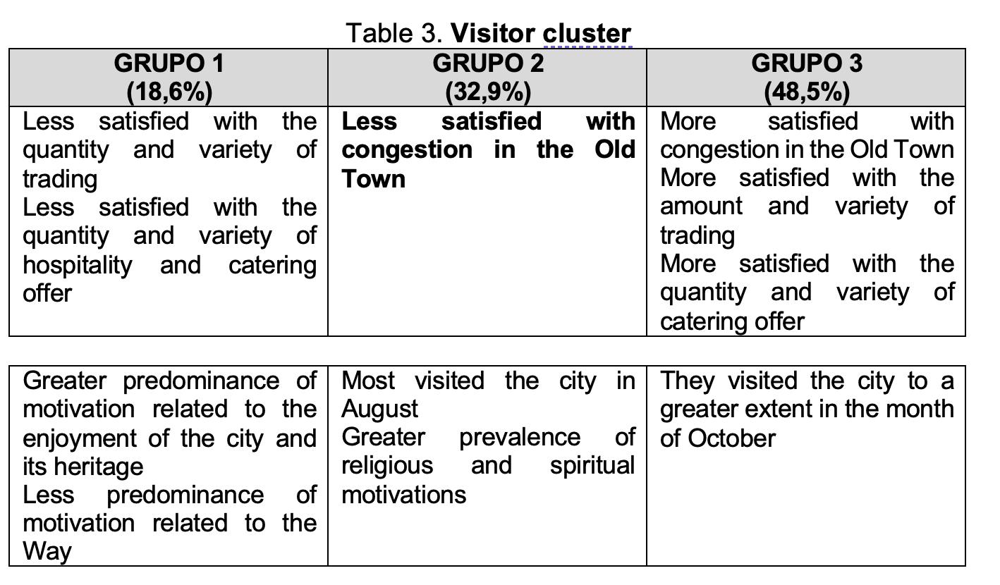 Table 3. Visitor cluster
GRUPO 1
(18,6%)
GRUPO 2
(32,9%)
GRUPO 3
(48,5%)
Less satisfied with the
quantity and variety of
trading
Less satisfied with the
quantity and variety of
hospitality and catering
offer
Less satisfied with
congestion in the Old
Town
More satisfied with
congestion in the Old Town
More satisfied with the
amount and variety of
trading
More satisfied with the
quantity and variety of
catering offer
Greater predominance of
motivation related to the
enjoyment of the city and
its heritage
Less predominance of
motivation related to the
Way
Most visited the city in
August
Greater prevalence of
religious and spiritual
motivations
They visited the city to a
greater extent in the month
of October